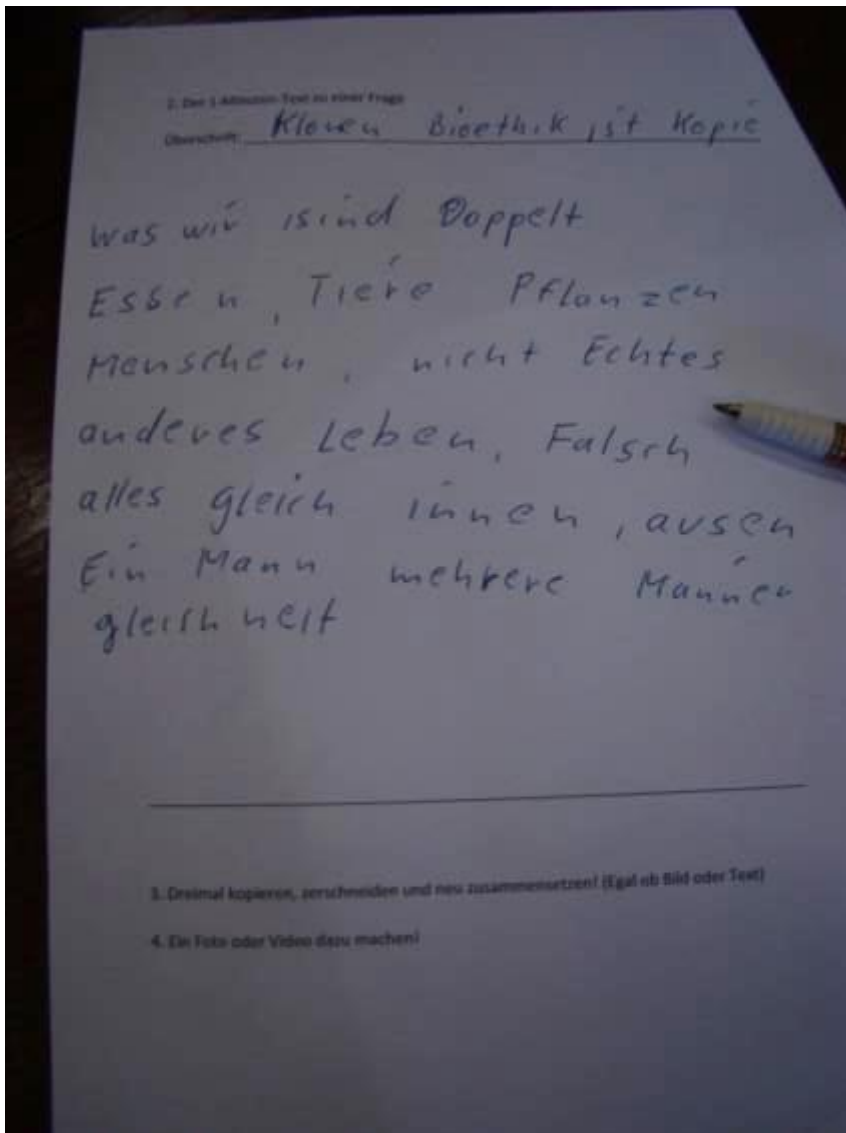 2. Der 1-Minuten-Text zu einer Frage
Überschrift: Klonen Bioethik ist Kopie
was wir isind Doppelt
Essen, Tiere Pflanzen
Menschen, nicht Echtes
anderes Leben, Falsch
alles gleich innen, ausen
Ein Mann mehrere Männer
gleichheit
3. Dreimal kopieren, zerschneiden und neu zusammensetzen! (Egal ob Bild oder Text)
4. Ein Foto oder Video dazu machen!